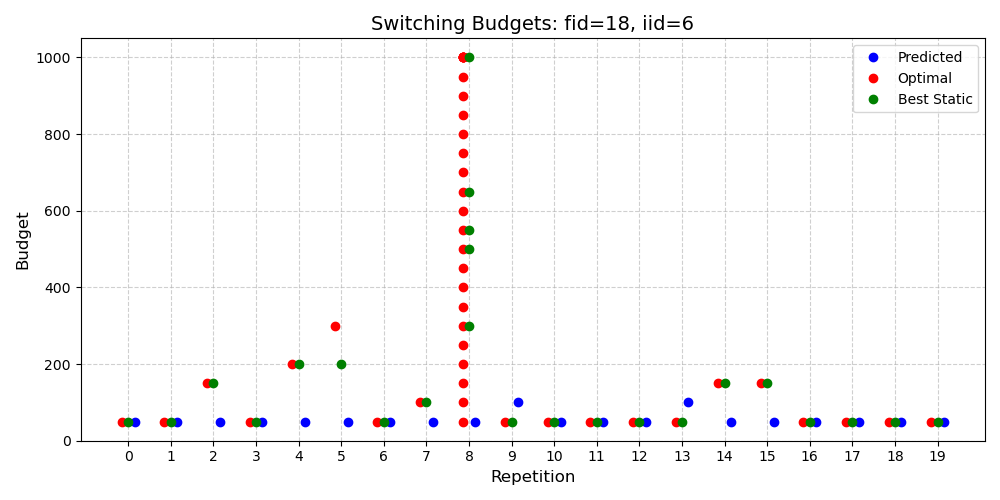 Switching Budgets: fid=18, iid=6
Predicted
Optimal
Best Static
Budget
1000
800
600
400
200
0
0 1 2 3 4 5 6 7 8 9 10 11 12 13 14 15 16 17 18 19
Repetition